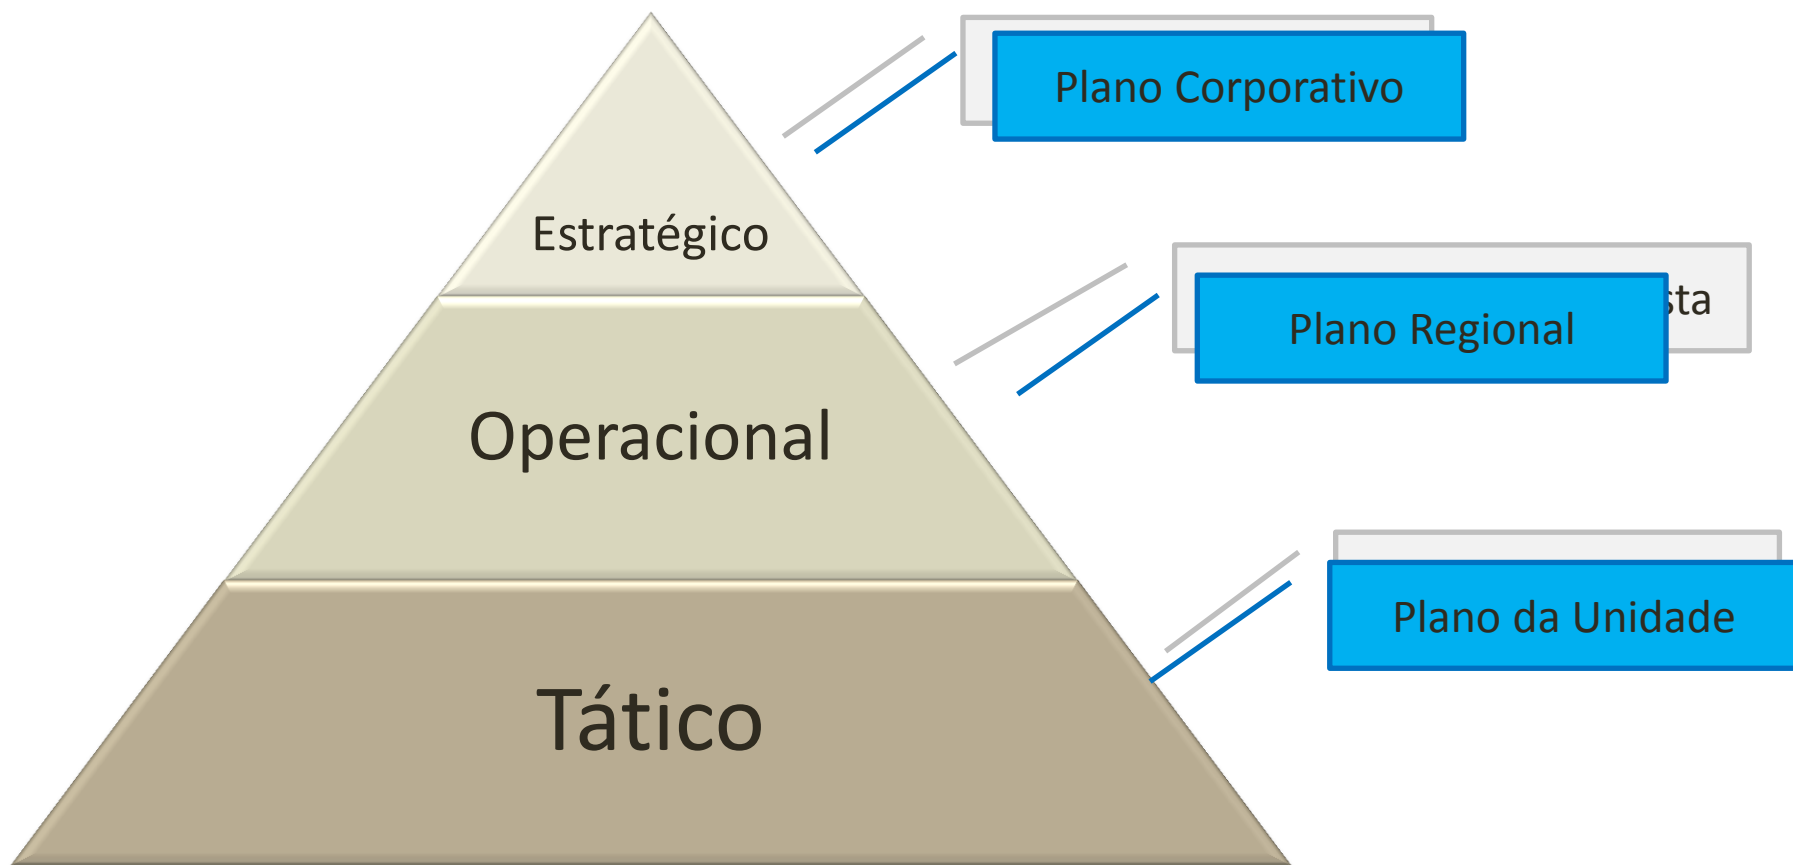 Plano Corporativo
Estratégico
Plano Regional
Operacional
Plano da Unidade
Tático